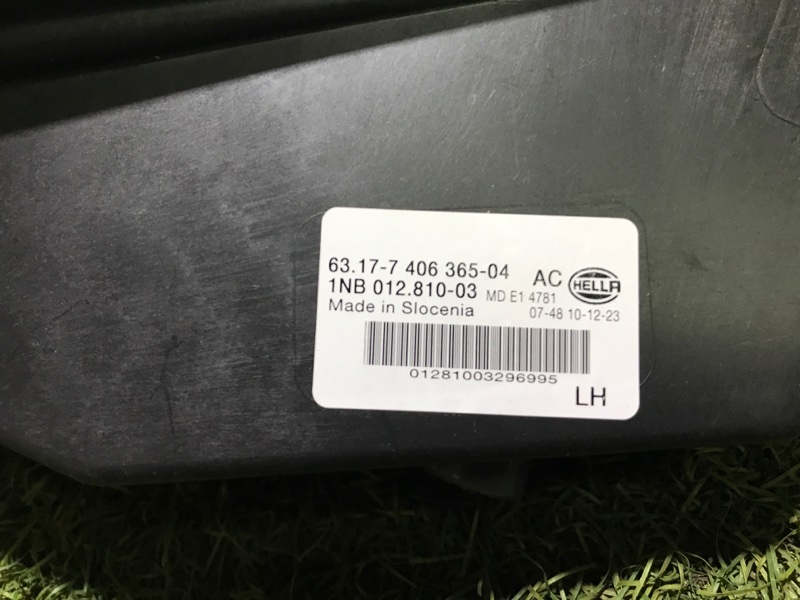 63.17-7 406 365-04 AC HELLA
1NB 012.810-03 MD E1 4781
Made in Slocenia 07-48 10-12-23
01281003296995
LH